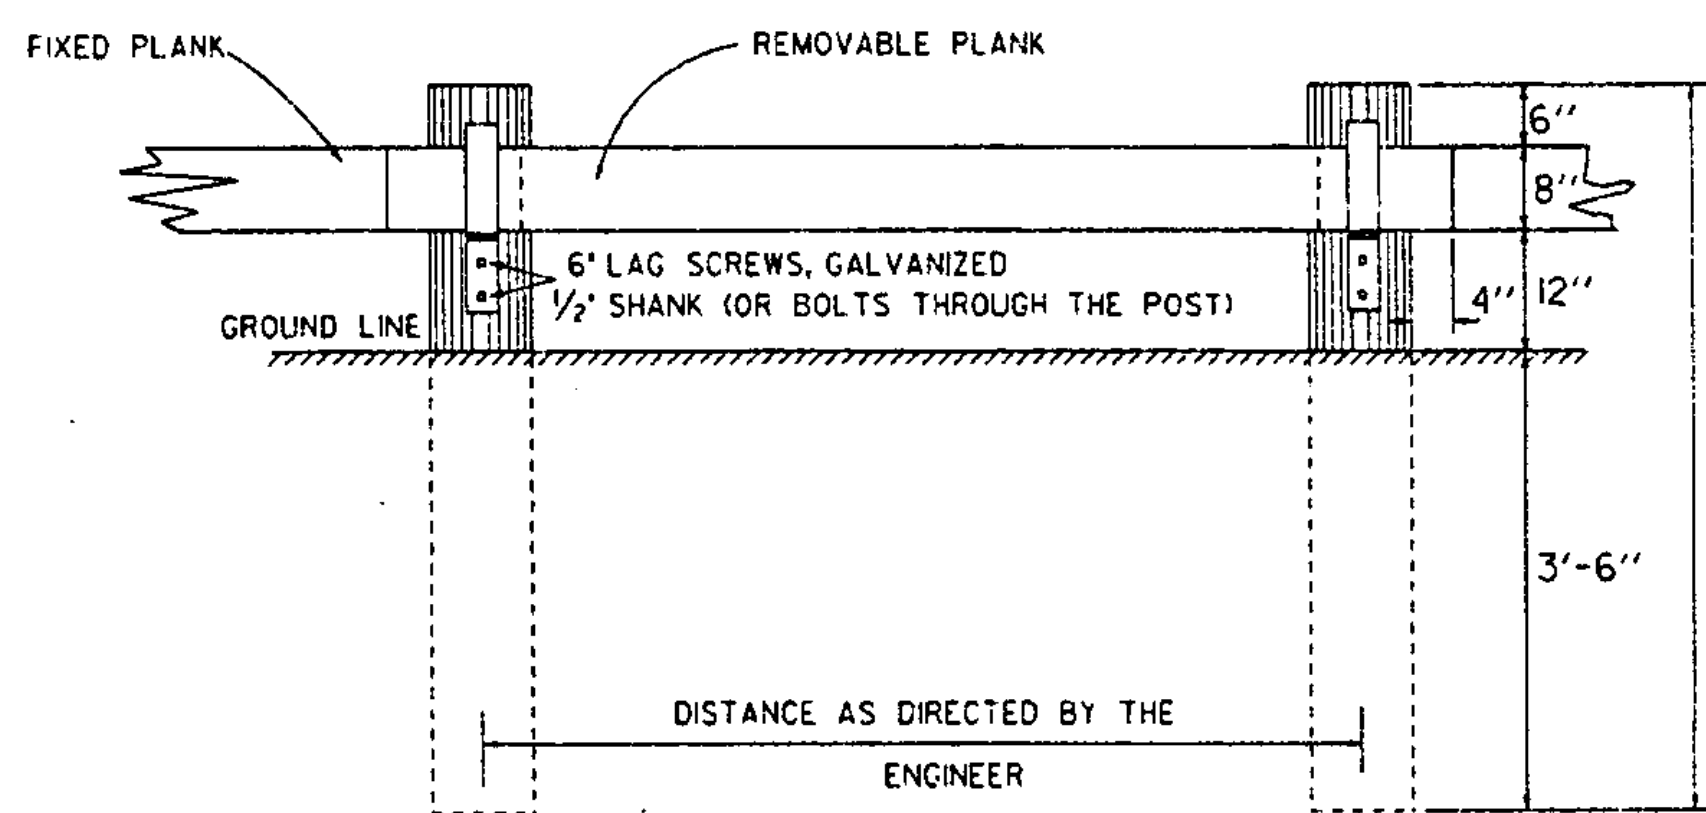 FIXED PLANK
REMOVABLE PLANK
6"
8"
6" LAG SCREWS, GALVANIZED
1/2" SHANK (OR BOLTS THROUGH THE POST)
4"
12"
GROUND LINE
3'-6"
DISTANCE AS DIRECTED BY THE
ENGINEER